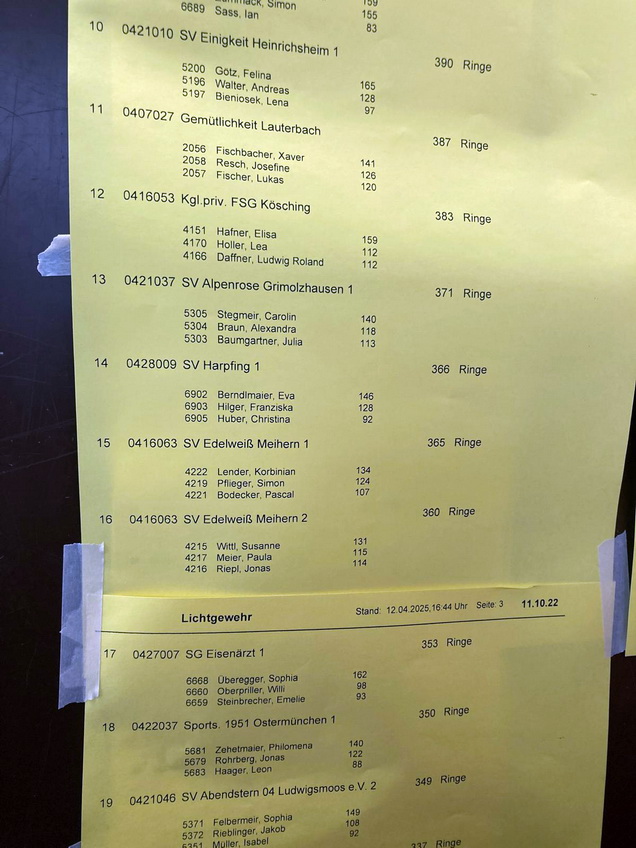 Simon 159
6689 Sass, Ian 155
83
10 0421010 SV Einigkeit Heinrichsheim 1 390 Ringe
5200 Götz, Felina 165
5196 Walter, Andreas 128
5197 Bieniosek, Lena 97
11 0407027 Gemütlichkeit Lauterbach 387 Ringe
2056 Fischbacher, Xaver 141
2058 Resch, Josefine 126
2057 Fischer, Lukas 120
12 0416053 Kgl.priv. FSG Kösching 383 Ringe
4151 Hafner, Elisa 159
4170 Holler, Lea 112
4166 Daffner, Ludwig Roland 112
13 0421037 SV Alpenrose Grimolzhausen 1 371 Ringe
5305 Stegmeir, Carolin 140
5304 Braun, Alexandra 118
5303 Baumgartner, Julia 113
14 0428009 SV Harpfing 1 366 Ringe
6902 Berndlmaier, Eva 146
6903 Hilger, Franziska 128
6905 Huber, Christina 92
15 0416063 SV Edelweiß Meihern 1 365 Ringe
4222 Lender, Korbinian 134
4219 Pflieger, Simon 124
4221 Bodecker, Pascal 107
16 0416063 SV Edelweiß Meihern 2 360 Ringe
4215 Wittl, Susanne 131
4217 Meier, Paula 115
4216 Riepl, Jonas 114
Lichtgewehr Stand: 12.04.2025,16:44 Uhr Seite: 3 11.10.22
17 0427007 SG Eisenärzt 1 353 Ringe
6668 Überegger, Sophia 162
6660 Oberpriller, Willi 98
6659 Steinbrecher, Emelie 93
18 0422037 Sports. 1951 Ostermünchen 1 350 Ringe
5681 Zehetmaier, Philomena 140
5679 Rohrberg, Jonas 122
5683 Haager, Leon 88
19 0421046 SV Abendstern 04 Ludwigsmoos e.V. 2 349 Ringe
5371 Felbermeir, Sophia 149
5372 Rieblinger, Jakob 108
5351 Müller, Isabel 92
337 Ringe